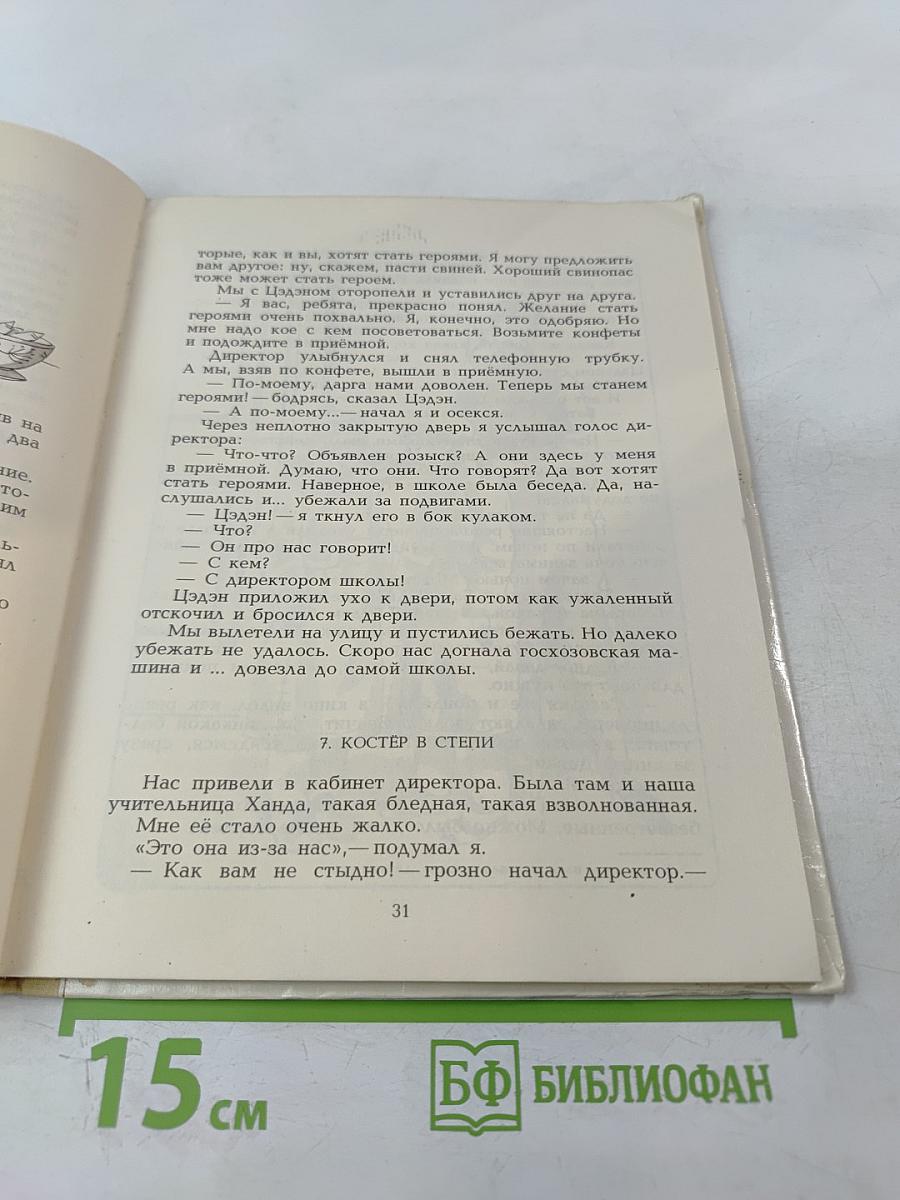 в на
два
ние.
сто-
им
ь-
ял
о
торые, как и вы, хотят стать героями. Я могу предложить
вам другое: ну, скажем, пасти свиней. Хороший свинопас
тоже может стать героем.
Мы с Цэдэном оторопели и уставились друг на друга.
— Я вас, ребята, прекрасно понял. Желание стать
героями очень похвально. Я, конечно, это одобряю. Но
мне надо кое с кем посоветоваться. Возьмите конфеты
и подождите в приёмной.
Директор улыбнулся и снял телефонную трубку.
А мы, взяв по конфете, вышли в приёмную.
— По-моему, дарга нами доволен. Теперь мы станем
героями! — бодрясь, сказал Цэдэн.
— А по-моему...— начал я и осекся.
Через неплотно закрытую дверь я услышал голос ди-
ректора:
— Что-что? Объявлен розыск? А они здесь у меня
в приёмной. Думаю, что они. Что говорят? Да вот хотят
стать героями. Наверное, в школе была беседа. Да, на-
слушались и... убежали за подвигами.
— Цэдэн! — я ткнул его в бок кулаком.
— Что?
— Он про нас говорит!
— С кем?
— С директором школы!
Цэдэн приложил ухо к двери, потом как ужаленный
отскочил и бросился к двери.
Мы вылетели на улицу и пустились бежать. Но далеко
убежать не удалось. Скоро нас догнала госхозовская ма-
шина и ... довезла до самой школы.
7. КОСТЁР В СТЕПИ
Нас привели в кабинет директора. Была там и наша
учительница Ханда, такая бледная, такая взволнованная.
Мне её стало очень жалко.
«Это она из-за нас»,— подумал я.
— Как вам не стыдно! — грозно начал директор.—
31
15 см
БФ БИБЛИОФАН